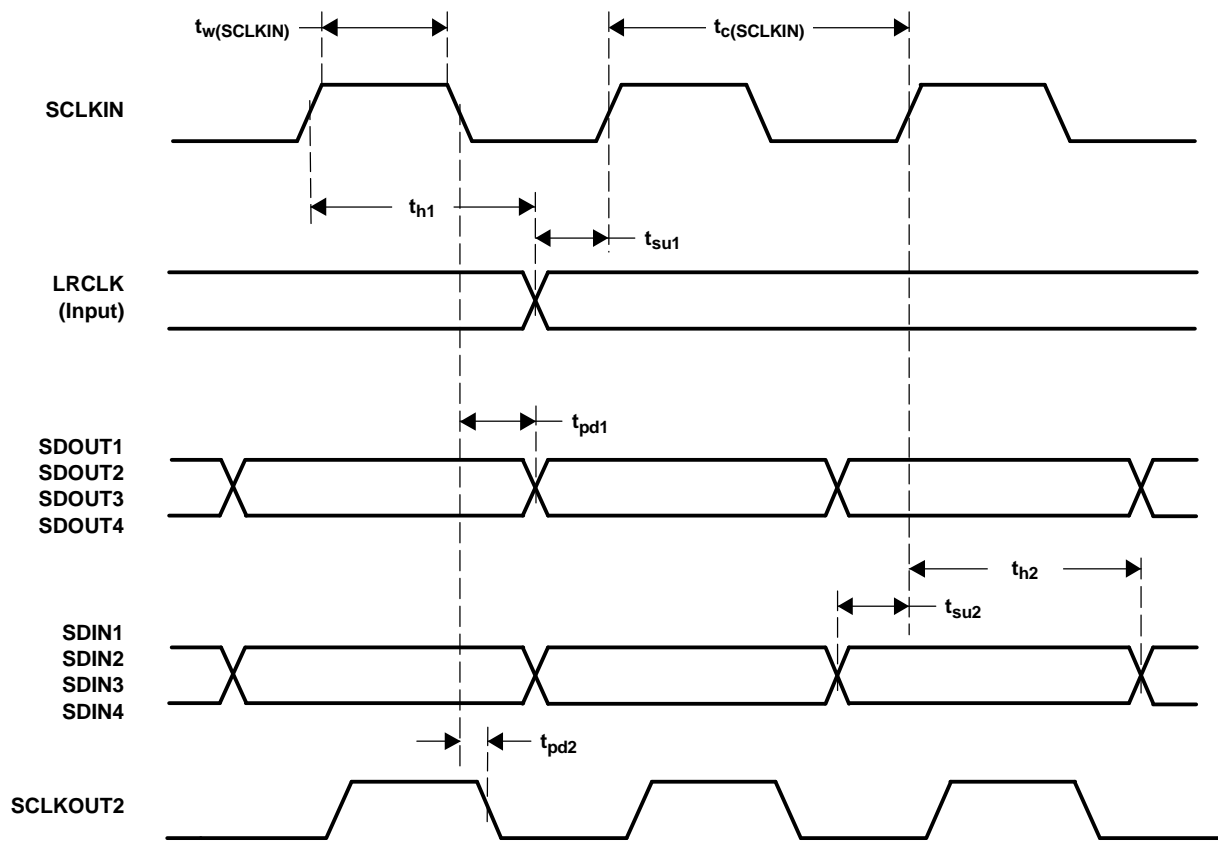 tw(SCLKIN)
tc(SCLKIN)
SCLKIN
th1
tsu1
LRCLK
(Input)
tpd1
SDOUT1
SDOUT2
SDOUT3
SDOUT4
th2
tsu2
SDIN1
SDIN2
SDIN3
SDIN4
tpd2
SCLKOUT2